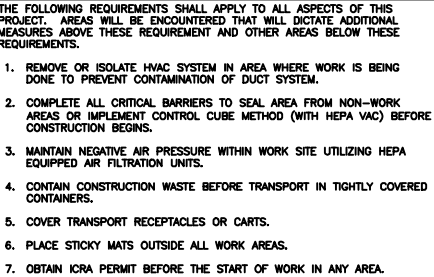 THE FOLLOWING REQUIREMENTS SHALL APPLY TO ALL ASPECTS OF THIS
PROJECT. AREAS WILL BE ENCOUNTERED THAT WILL DICTATE ADDITIONAL
MEASURES ABOVE THESE REQUIREMENT AND OTHER AREAS BELOW THESE
REQUIREMENTS.
1. REMOVE OR ISOLATE HVAC SYSTEM IN AREA WHERE WORK IS BEING
DONE TO PREVENT CONTAMINATION OF DUCT SYSTEM.
2. COMPLETE ALL CRITICAL BARRIERS TO SEAL AREA FROM NON-WORK
AREAS OR IMPLEMENT CONTROL CUBE METHOD (WITH HEPA VAC) BEFORE
CONSTRUCTION BEGINS.
3. MAINTAIN NEGATIVE AIR PRESSURE WITHIN WORK SITE UTILIZING HEPA
EQUIPPED AIR FILTRATION UNITS.
4. CONTAIN CONSTRUCTION WASTE BEFORE TRANSPORT IN TIGHTLY COVERED
CONTAINERS.
5. COVER TRANSPORT RECEPTACLES OR CARTS.
6. PLACE STICKY MATS OUTSIDE ALL WORK AREAS.
7. OBTAIN ICRA PERMIT BEFORE THE START OF WORK IN ANY AREA.